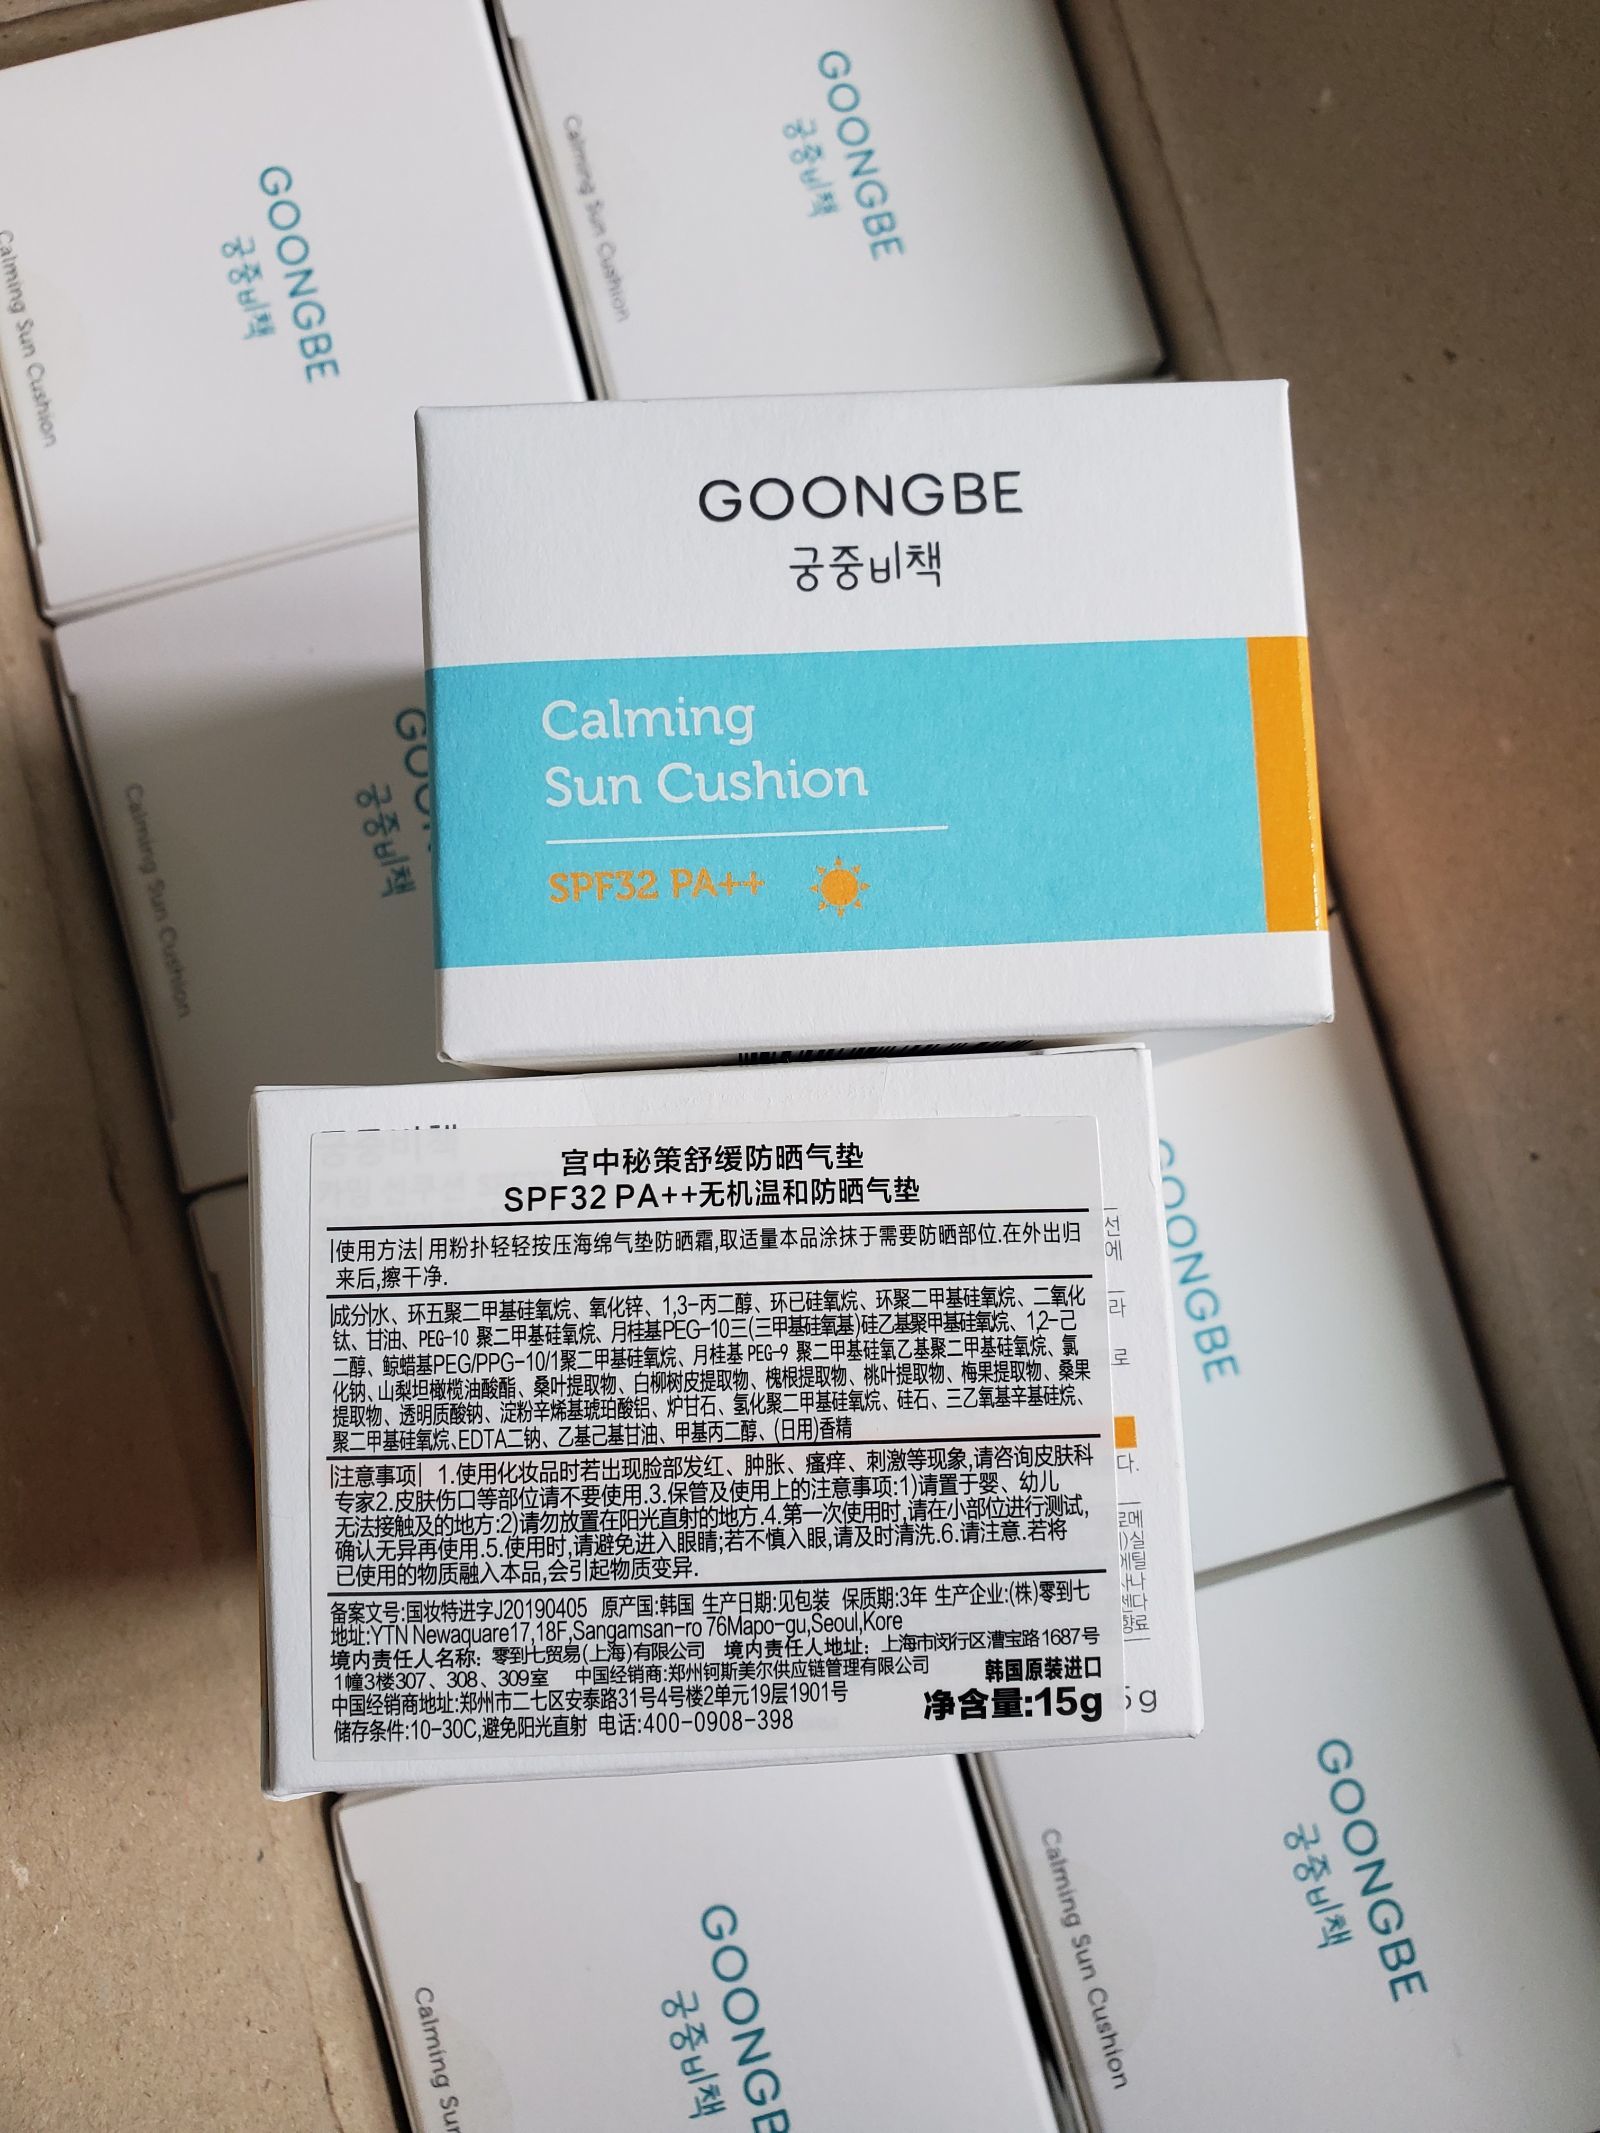 GOONGBE
궁중비책
Calming Sun Cushion
GOONGBE
궁중비책
Calming Sun Cushion
궁중비책
Calming Sun Cushion
GOONGBE
궁중비책
Calming
Sun Cushion
SPF32 PA++
宫中秘策舒缓防晒气垫
SPF32 PA++无机温和防晒气垫
|使用方法| 用粉扑轻轻按压海绵气垫防晒霜,取适量本品涂抹于需要防晒部位.在外出归
来后,擦干净.
|成分|水、环五聚二甲基硅氧烷、氧化锌、1,3-丙二醇、环已硅氧烷、环聚二甲基硅氧烷、二氧化
钛、甘油、PEG-10 聚二甲基硅氧烷、月桂基PEG-10三(三甲基硅氧基)硅乙基聚甲基硅氧烷、1,2-己
二醇、鲸蜡基PEG/PPG-10/1聚二甲基硅氧烷、月桂基 PEG-9 聚二甲基硅氧乙基聚二甲基硅氧烷、氯
化钠、山梨坦橄榄油酸酯、桑叶提取物、白柳树皮提取物、槐根提取物、桃叶提取物、梅果提取物、桑果
提取物、透明质酸钠、淀粉辛烯基琥珀酸铝、炉甘石、氢化聚二甲基硅氧烷、硅石、三乙氧基辛基硅烷、
聚二甲基硅氧烷、EDTA二钠、乙基己基甘油、甲基丙二醇、(日用)香精
|注意事项| 1.使用化妆品时若出现脸部发红、肿胀、瘙痒、刺激等现象,请咨询皮肤科
专家2.皮肤伤口等部位请不要使用.3.保管及使用上的注意事项:1)请置于婴、幼儿
无法接触及的地方:2)请勿放置在阳光直射的地方.4.第一次使用时,请在小部位进行测试,
确认无异再使用.5.使用时,请避免进入眼睛;若不慎入眼,请及时清洗.6.请注意.若将
已使用的物质融入本品,会引起物质变异.
备案文号:国妆特进字J20190405 原产国:韩国 生产日期:见包装 保质期:3年 生产企业:(株)零到七
地址:YTN Newaquare17,18F,Sangamsan-ro 76Mapo-gu,Seoul,Kore
境内责任人名称: 零到七贸易(上海)有限公司 境内责任人地址: 上海市闵行区漕宝路1687号
1幢3楼307、308、309室 中国经销商:郑州钶斯美尔供应链管理有限公司 韩国原装进口
中国经销商地址:郑州市二七区安泰路31号4号楼2单元19层1901号
净含量:15g
储存条件:10-30C,避免阳光直射 电话:400-0908-398
GOONGBE
GOONGBE
궁중비책
Calming Sun Cushion
GOONGBE
궁중비책
Calming Sun